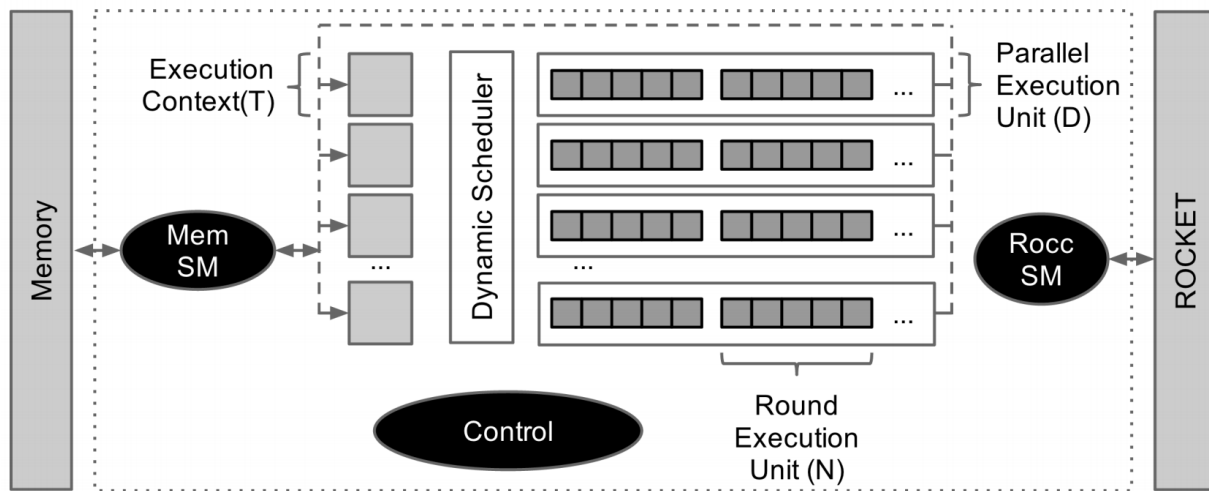 Memory
Mem
SM
Execution
Context(T)
...
Dynamic Scheduler
...
...
...
...
...
Parallel
Execution
Unit (D)
Round
Execution
Unit (N)
Control
Rocc
SM
ROCKET